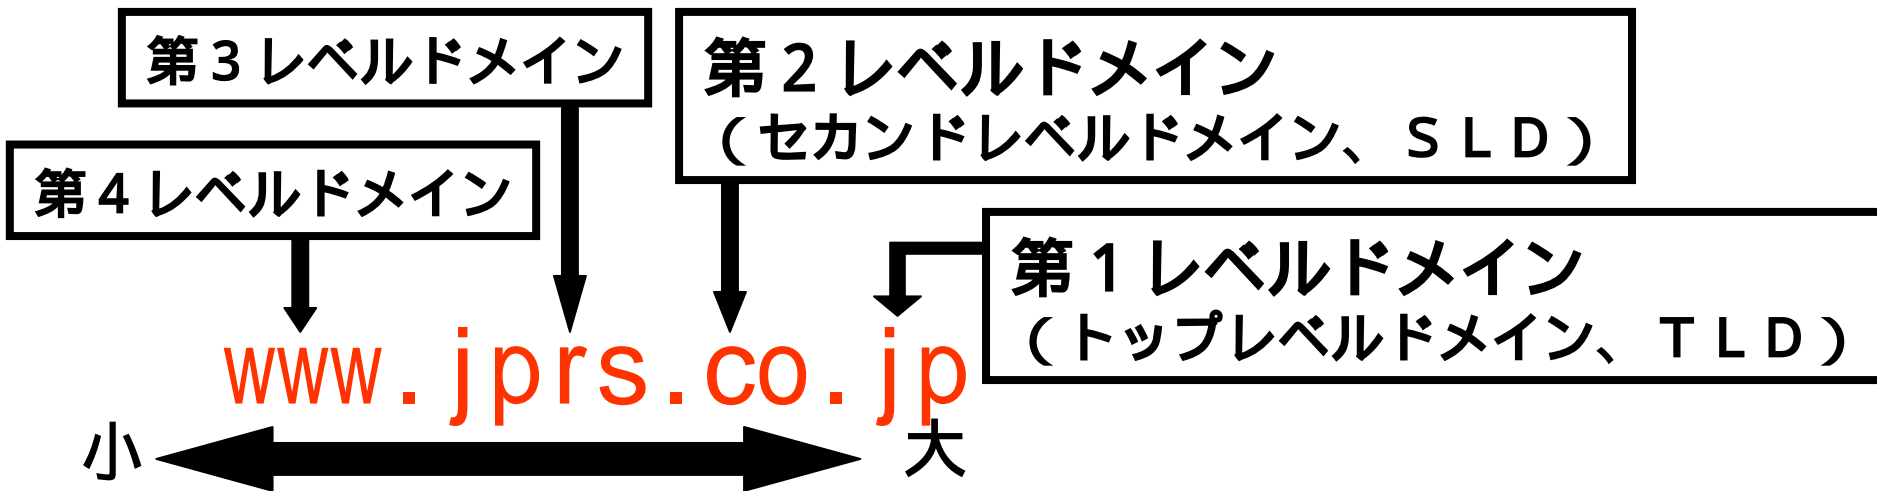 第３レベルドメイン
第２レベルドメイン
（セカンドレベルドメイン、ＳＬＤ）
第４レベルドメイン
第１レベルドメイン
（トップレベルドメイン、ＴＬＤ）
www.jprs.co.jp
小
大